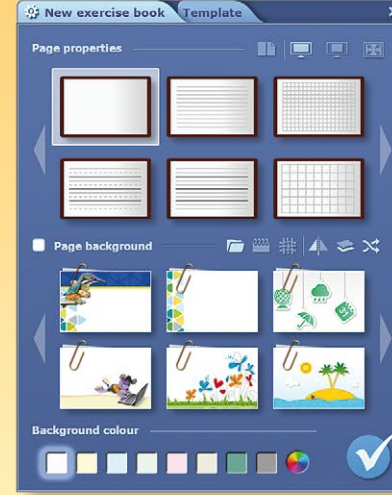 New exercise book Template
Page properties
Page background
Background colour